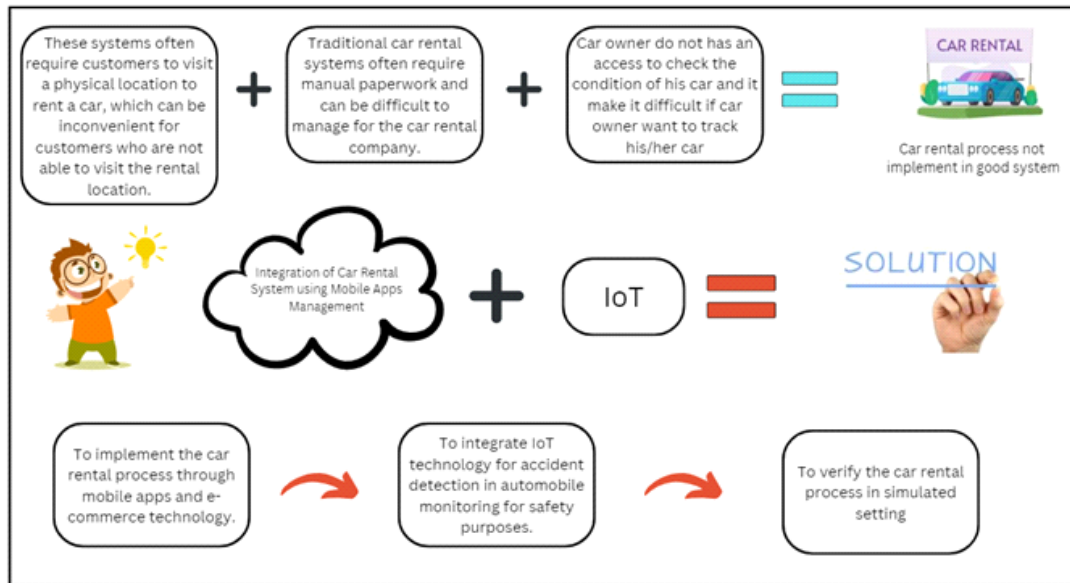 These systems often
require customers to visit
a physical location to
rent a car, which can be
inconvenient for
customers who are not
able to visit the rental
location.
Traditional car rental
systems often require
manual paperwork and
can be difficult to
manage for the car rental
company.
Car owner do not has an
access to check the
condition of his car and it
make it difficult if car
owner want to track
his/her car
CAR RENTAL
Car rental process not
implement in good system
Integration of Car Rental
System using Mobile Apps
Management
IoT
SOLUTION
To implement the car
rental process through
mobile apps and e-
commerce technology.
To integrate IoT
technology for accident
detection in automobile
monitoring for safety
purposes.
To verify the car rental
process in simulated
setting